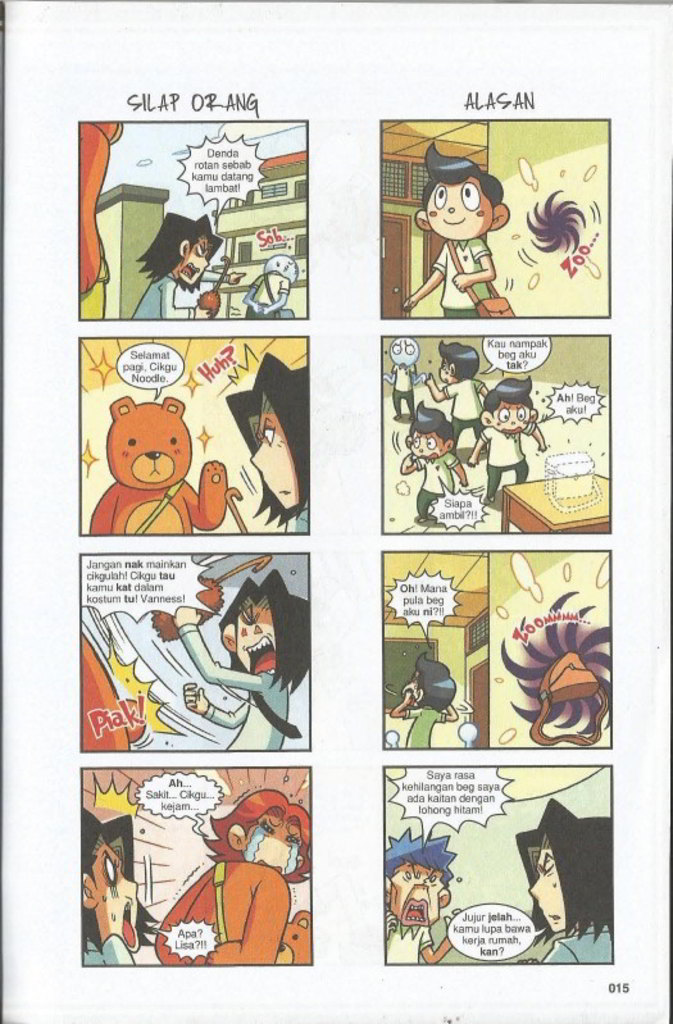 SILAP ORANG
Denda
rotan sebab
kamu datang
lambat!
Sob...
Selamat
pagi, Cikgu
Noodle.
Huh?
Jangan nak mainkan
cikgulah! Cikgu tau
kamu kat dalam
kostum tu! Vanness!
Piak!
Ah...
Sakit... Cikgu...
kejam...
Apa?
Lisa?!!
ALASAN
ZOO...
Kau nampak
beg aku
tak?
Ah! Beg
aku!
Siapa
ambil?!!
Oh! Mana
pula beg
aku ni?!!
ZOOMMMM...
Saya rasa
kehilangan beg saya
ada kaitan dengan
lohong hitam!
Jujur jelah...
kamu lupa bawa
kerja rumah,
kan?
015